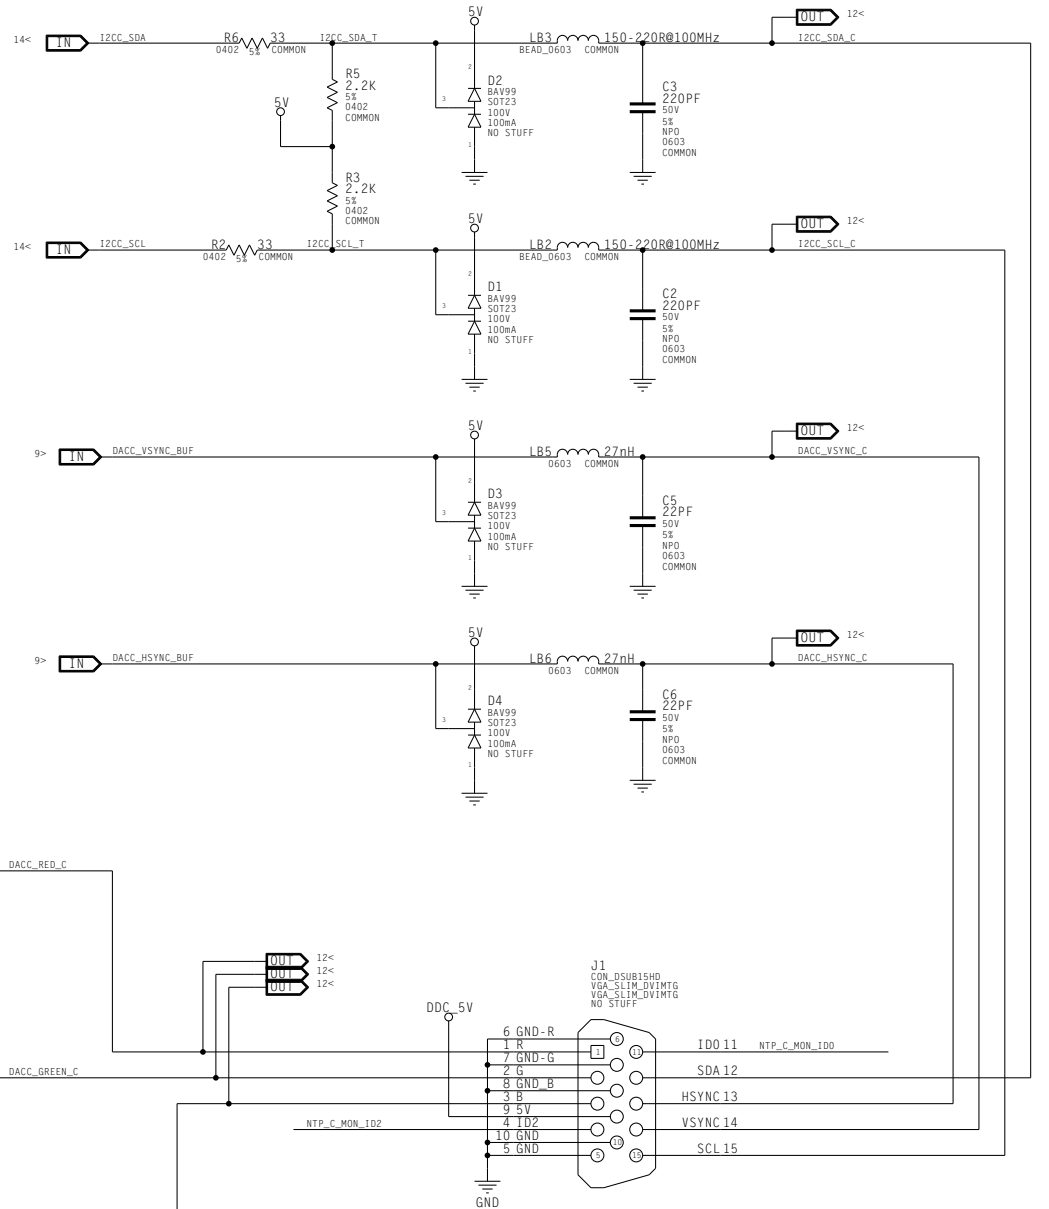 5V
OUT 12<
14< IN I2CC_SDA R6 33 I2CC_SDA_T LB3 150-220R@100MHz I2CC_SDA_C
0402 5% COMMON BEAD_0603 COMMON
2
R5
2.2K
5%
0402
COMMON
5V
3
D2
BAV99
SOT23
100V
100mA
NO STUFF
1
C3
220PF
50V
5%
NPO
0603
COMMON
R3
2.2K
5%
0402
COMMON
5V
OUT 12<
14< IN I2CC_SCL R2 33 I2CC_SCL_T LB2 150-220R@100MHz I2CC_SCL_C
0402 5% COMMON BEAD_0603 COMMON
2
3
D1
BAV99
SOT23
100V
100mA
NO STUFF
1
C2
220PF
50V
5%
NPO
0603
COMMON
5V
OUT 12<
9> IN DACC_VSYNC_BUF LB5 27nH DACC_VSYNC_C
0603 COMMON
2
3
D3
BAV99
SOT23
100V
100mA
NO STUFF
1
C5
22PF
50V
5%
NPO
0603
COMMON
5V
OUT 12<
9> IN DACC_HSYNC_BUF LB6 27nH DACC_HSYNC_C
0603 COMMON
2
3
D4
BAV99
SOT23
100V
100mA
NO STUFF
1
C6
22PF
50V
5%
NPO
0603
COMMON
DACC_RED_C
OUT 12<
OUT 12<
OUT 12<
J1
CON_DSUB15HD
VGA_SLIM_DVIMTG
VGA_SLIM_DVIMTG
NO STUFF
DDC_5V
6 GND-R 6
1 R 1 11 ID0 11 NTP_C_MON_ID0
7 GND-G
DACC_GREEN_C 2 G SDA 12
8 GND_B
3 B HSYNC 13
9 5V
NTP_C_MON_ID2 4 ID2 VSYNC 14
10 GND 10
5 GND 5 15 SCL 15
GND